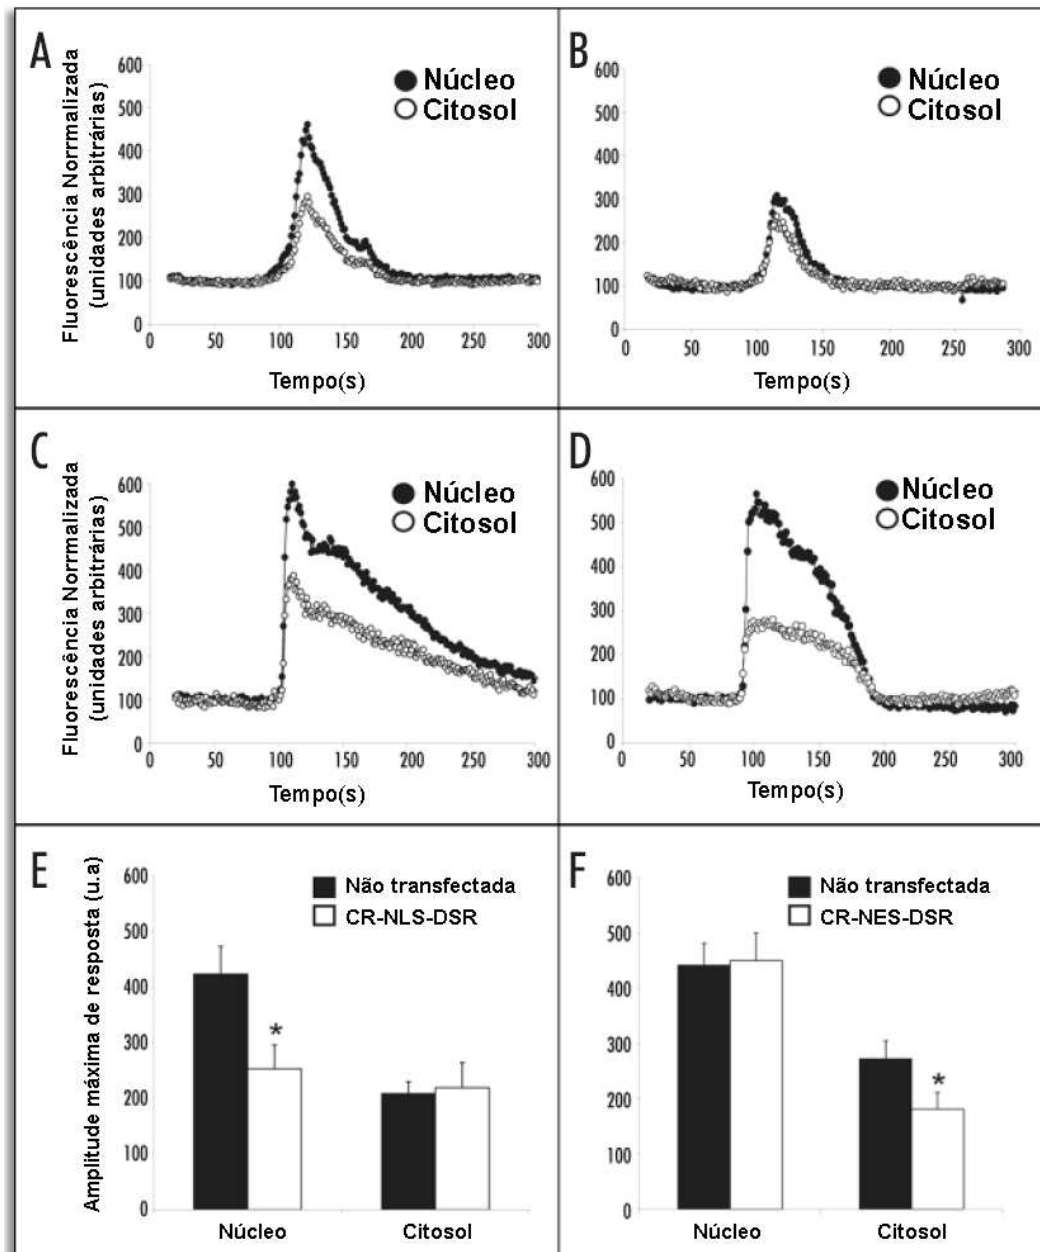 A
Fluorescência Norrmalizada
(unidades arbitrárias)
600
500
400
300
200
100
0
Núcleo
Citosol
0 50 100 150 200 250 300
Tempo(s)
B
600
500
400
300
200
100
0
Núcleo
Citosol
0 50 100 150 200 250 300
Tempo(s)
C
Fluorescência Norrmalizada
(unidades arbitrárias)
600
500
400
300
200
100
0
Núcleo
Citosol
0 50 100 150 200 250 300
Tempo(s)
D
600
500
400
300
200
100
0
Núcleo
Citosol
0 50 100 150 200 250 300
Tempo(s)
E
Amplitude máxima de resposta (u.a)
600
500
400
300
200
100
0
Não transfectada
CR-NLS-DSR
*
Núcleo Citosol
F
600
500
400
300
200
100
0
Não transfectada
CR-NES-DSR
*
Núcleo Citosol